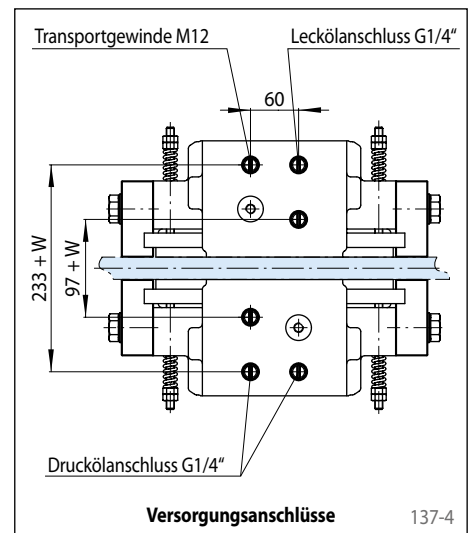 Transportgewinde M12
Leckölanschluss G1/4“
60
233 + W
97 + W
Druckölanschluss G1/4“
Versorgungsanschlüsse
137-4